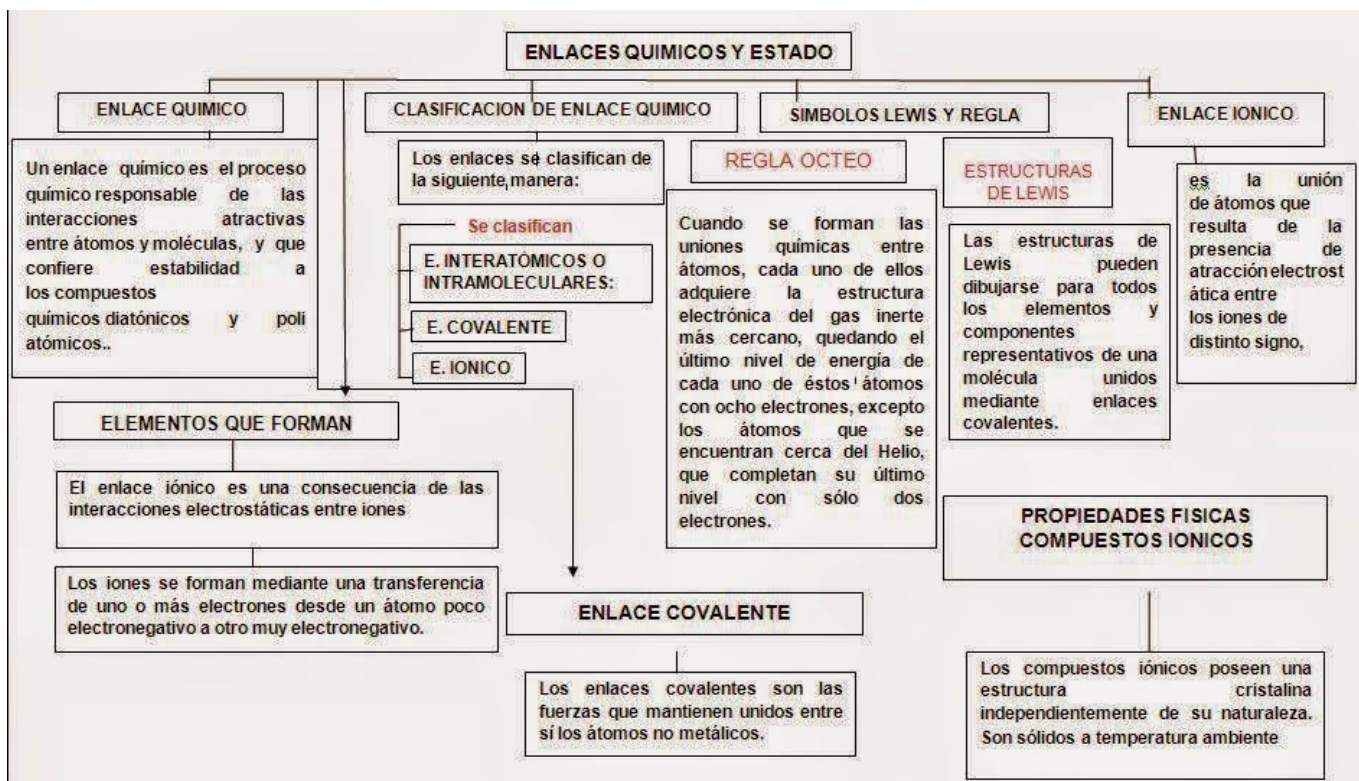 ENLACES QUIMICOS Y ESTADO
ENLACE QUIMICO
Un enlace químico es el proceso
químico responsable de las
interacciones atractivas
entre átomos y moléculas, y que
confiere estabilidad a
los compuestos
químicos diatónicos y poli
atómicos..
CLASIFICACION DE ENLACE QUIMICO
Los enlaces se clasifican de
la siguiente manera:
Se clasifican
E. INTERATÓMICOS O
INTRAMOLECULARES:
E. COVALENTE
E. IONICO
SIMBOLOS LEWIS Y REGLA
REGLA OCTEO
Cuando se forman las
uniones químicas entre
átomos, cada uno de ellos
adquiere la estructura
electrónica del gas inerte
más cercano, quedando el
último nivel de energía de
cada uno de éstos átomos
con ocho electrones, excepto
los átomos que se
encuentran cerca del Helio,
que completan su último
nivel con sólo dos
electrones.
ESTRUCTURAS
DE LEWIS
Las estructuras de
Lewis pueden
dibujarse para todos
los elementos y
componentes
representativos de una
molécula unidos
mediante enlaces
covalentes.
ENLACE IONICO
es la unión
de átomos que
resulta de la
presencia de
atracción electrost
ática entre
los iones de
distinto signo,
ELEMENTOS QUE FORMAN
El enlace iónico es una consecuencia de las
interacciones electrostáticas entre iones
Los iones se forman mediante una transferencia
de uno o más electrones desde un átomo poco
electronegativo a otro muy electronegativo.
ENLACE COVALENTE
Los enlaces covalentes son las
fuerzas que mantienen unidos entre
sí los átomos no metálicos.
PROPIEDADES FISICAS
COMPUESTOS IONICOS
Los compuestos iónicos poseen una
estructura cristalina
independientemente de su naturaleza.
Son sólidos a temperatura ambiente